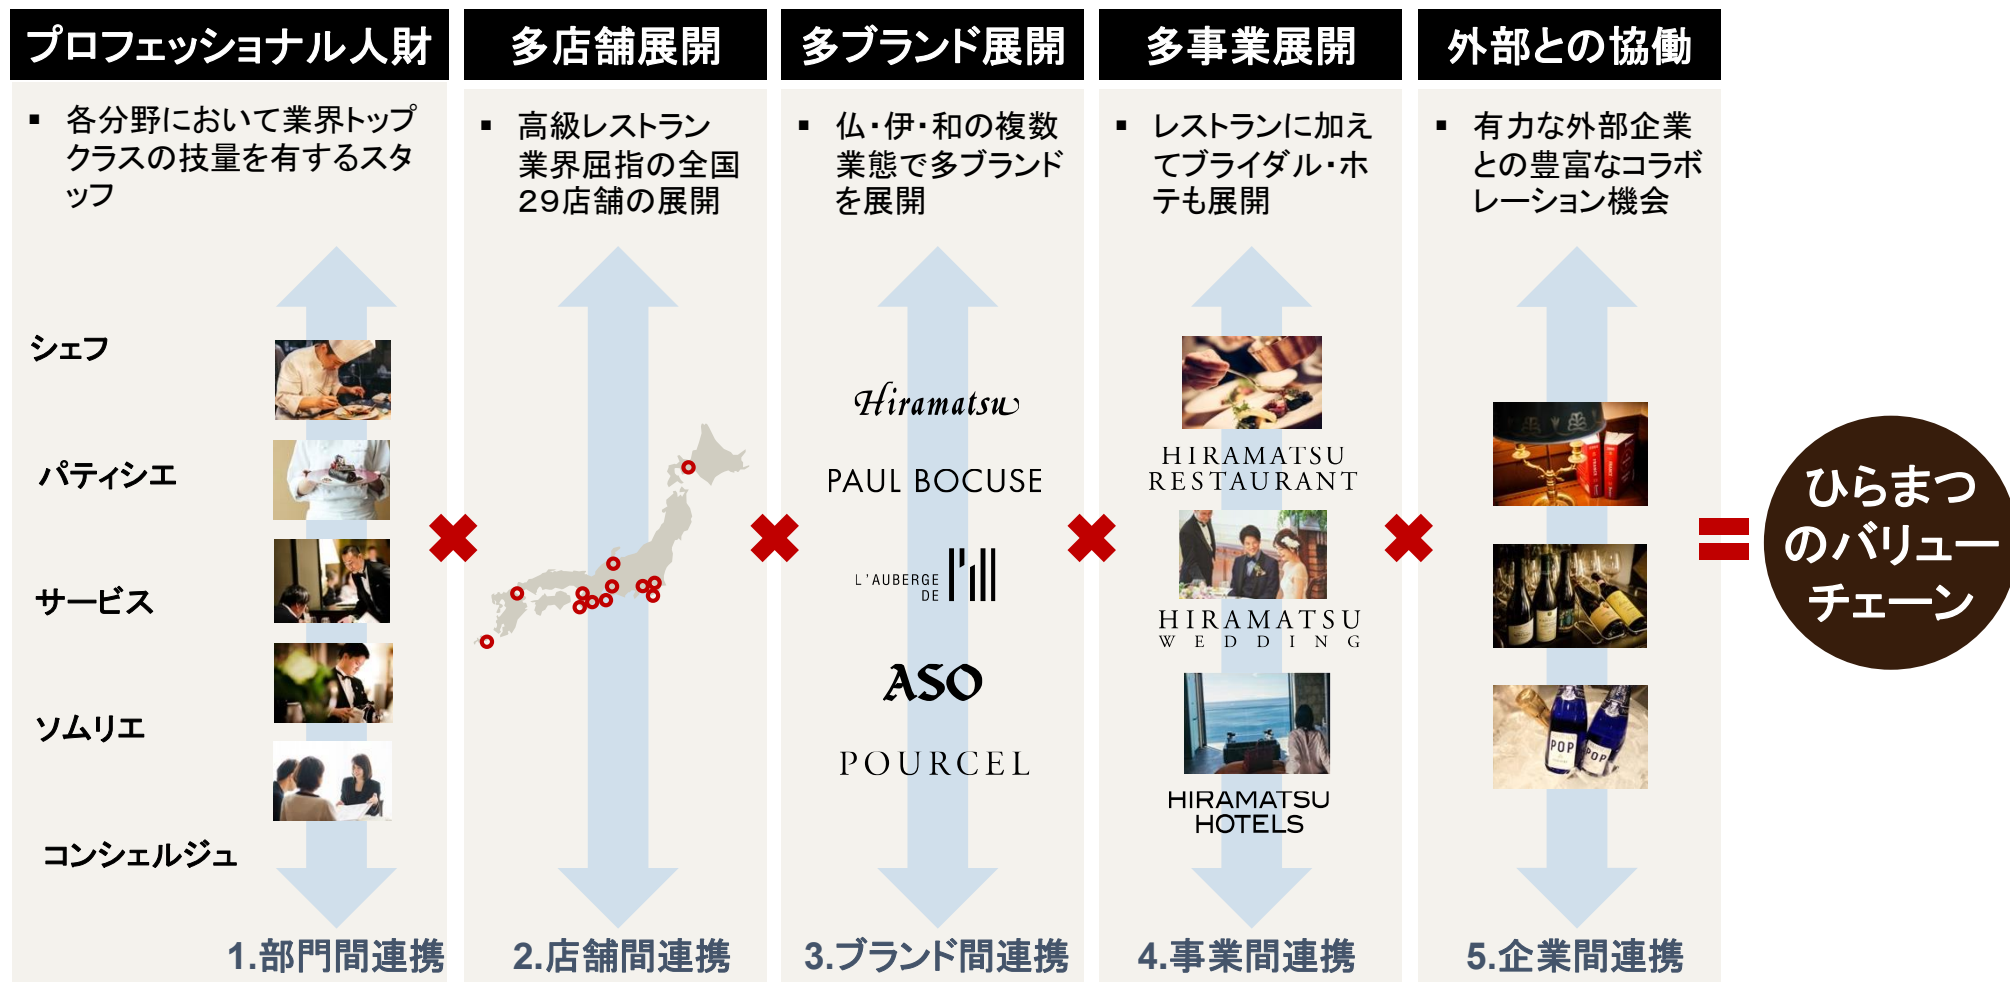 プロフェッショナル人財
▪ 各分野において業界トップ
クラスの技量を有するスタ
ッフ
シェフ
パティシエ
サービス
ソムリエ
コンシェルジュ
1.部門間連携
多店舗展開
▪ 高級レストラン
業界屈指の全国
29店舗の展開
2.店舗間連携
多ブランド展開
▪ 仏・伊・和の複数
業態で多ブランド
を展開
Hiramatsu
PAUL BOCUSE
L'AUBERGE
DE
ASO
POURCEL
3.ブランド間連携
多事業展開
▪ レストランに加え
てブライダル・ホ
テも展開
HIRAMATSU
RESTAURANT
HIRAMATSU
WEDDING
HIRAMATSU
HOTELS
4.事業間連携
外部との協働
▪ 有力な外部企業
との豊富なコラボ
レーション機会
POP
POP
5.企業間連携
ひらまつ
のバリュー
チェーン